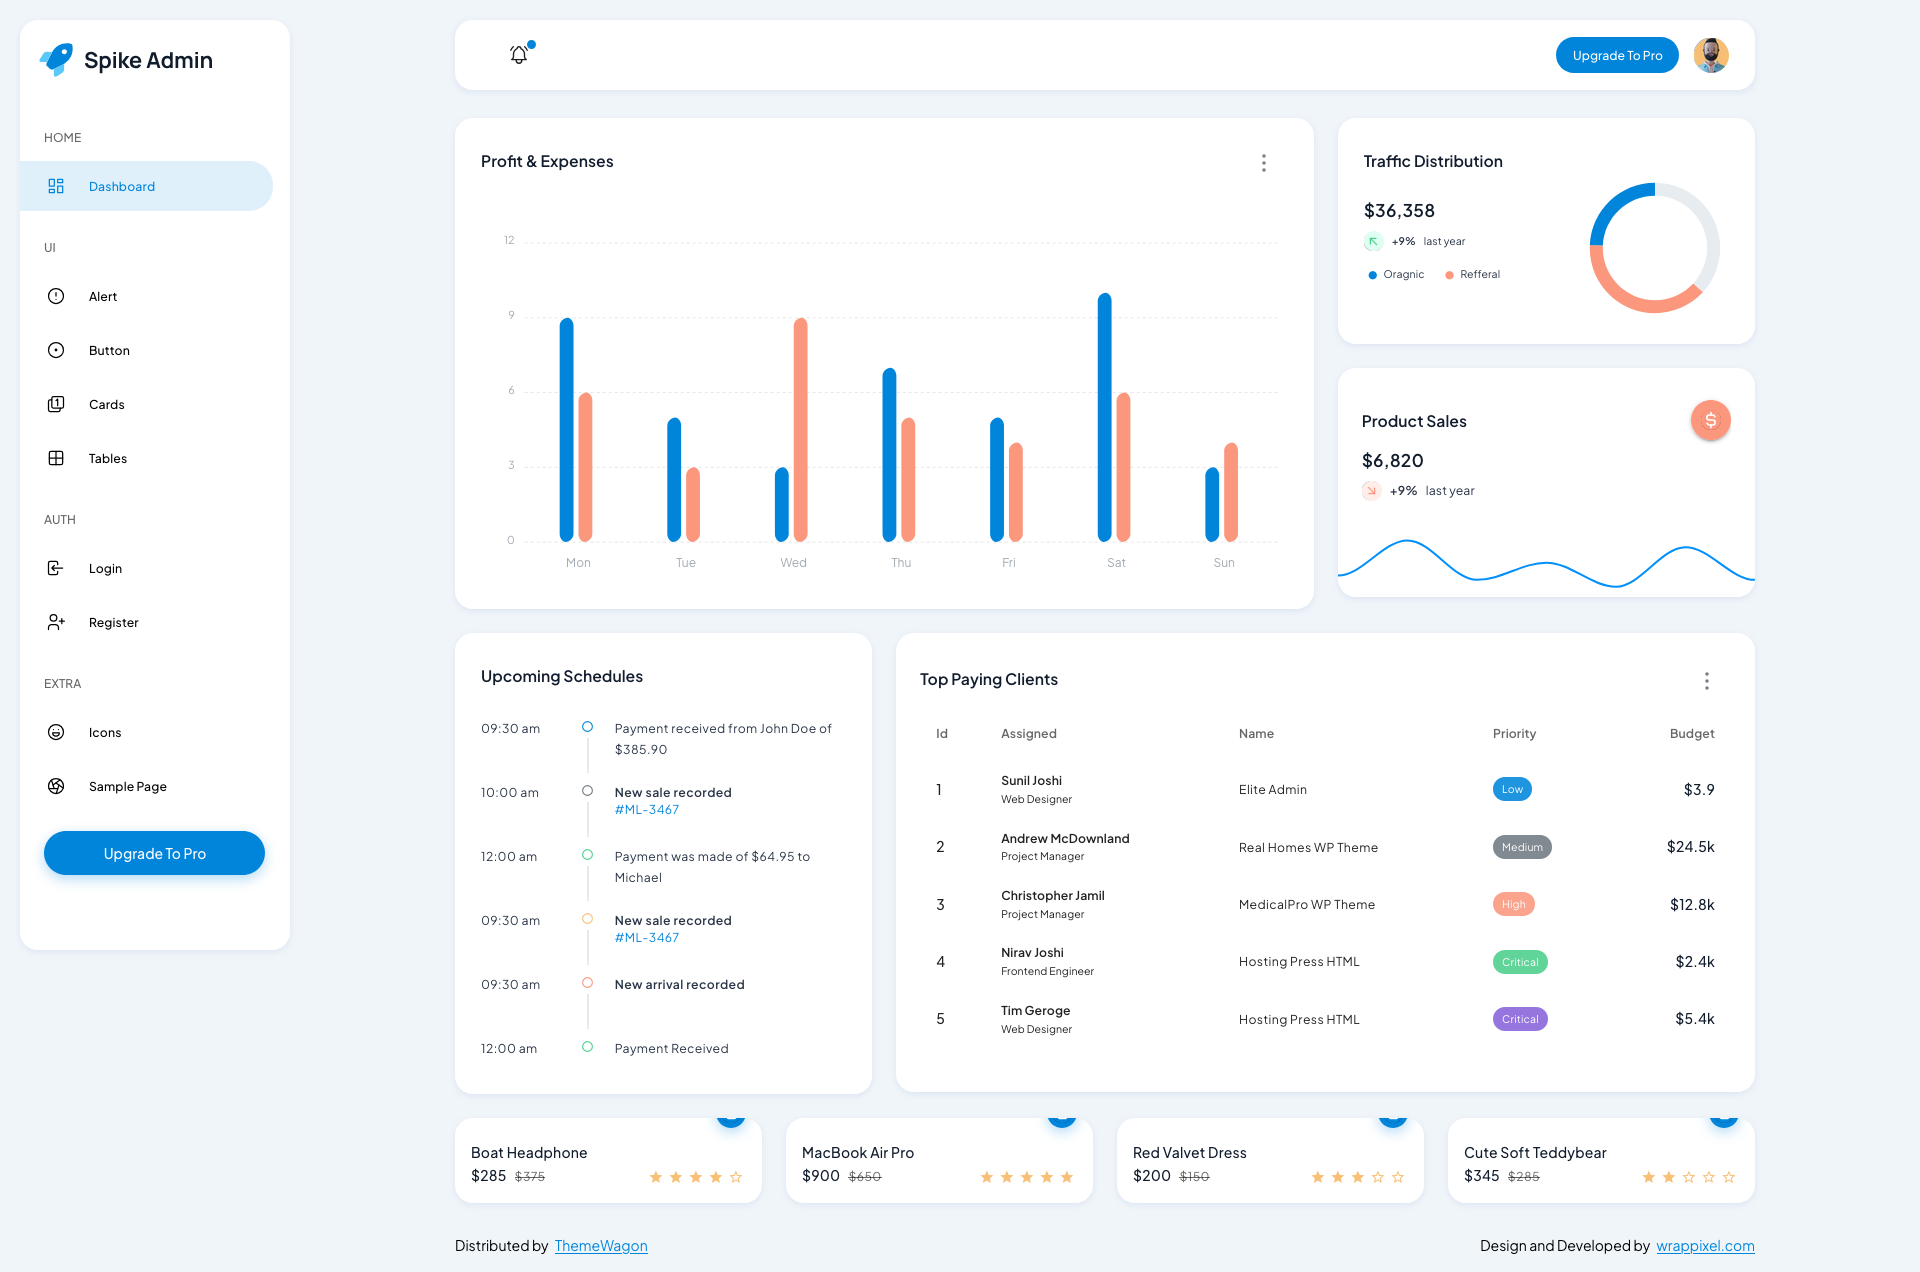 Spike Admin
HOME
Dashboard
UI
Alert
Button
Cards
Tables
AUTH
Login
Register
EXTRA
Icons
Sample Page
Upgrade To Pro
Upgrade To Pro
Profit & Expenses
12
9
6
3
0
Mon Tue Wed Thu Fri Sat Sun
Traffic Distribution
$36,358
+9% last year
Oragnic Refferal
Product Sales
$
$6,820
+9% last year
Upcoming Schedules
09:30 am Payment received from John Doe of
$385.90
10:00 am New sale recorded
#ML-3467
12:00 am Payment was made of $64.95 to
Michael
09:30 am New sale recorded
#ML-3467
09:30 am New arrival recorded
12:00 am Payment Received
Top Paying Clients
Id Assigned Name Priority Budget
1 Sunil Joshi Elite Admin Low $3.9
Web Designer
2 Andrew McDownland Real Homes WP Theme Medium $24.5k
Project Manager
3 Christopher Jamil MedicalPro WP Theme High $12.8k
Project Manager
4 Nirav Joshi Hosting Press HTML Critical $2.4k
Frontend Engineer
5 Tim Geroge Hosting Press HTML Critical $5.4k
Web Designer
Boat Headphone
$285 $375
MacBook Air Pro
$900 $650
Red Valvet Dress
$200 $150
Cute Soft Teddybear
$345 $285
Distributed by ThemeWagon
Design and Developed by wrappixel.com